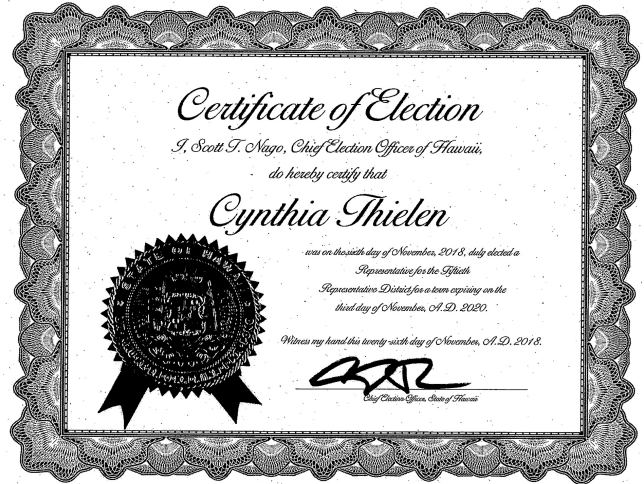 Certificate of Election
I, Scott T. Nago, Chief Election Officer of Hawaii,
do hereby certify that
Cynthia Thielen
was on the sixth day of November, 2018, duly elected a
Representative for the Fiftieth
Representative District for a term expiring on the
third day of November, A.D. 2020.
Witness my hand this twenty-sixth day of November, A.D. 2018.
Chief Election Officer, State of Hawaii
STATE OF HAWAII